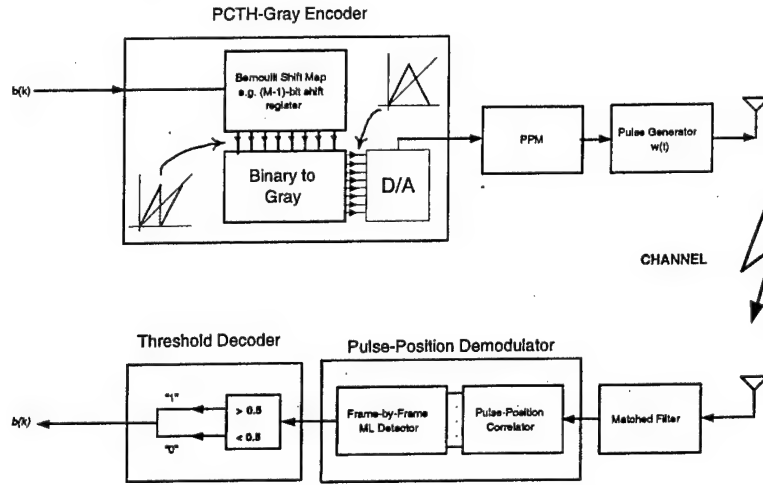 PCTH-Gray Encoder
b(k)
Bernoulli Shift Map
e.g. (M-1)-bit shift
register
Binary to
Gray
D/A
PPM
Pulse Generator
w(t)
CHANNEL
Threshold Decoder
Pulse-Position Demodulator
b(k)
"1"
"0"
> 0.5
< 0.5
Frame-by-Frame
ML Detector
Pulse-Position
Correlator
Matched Filter